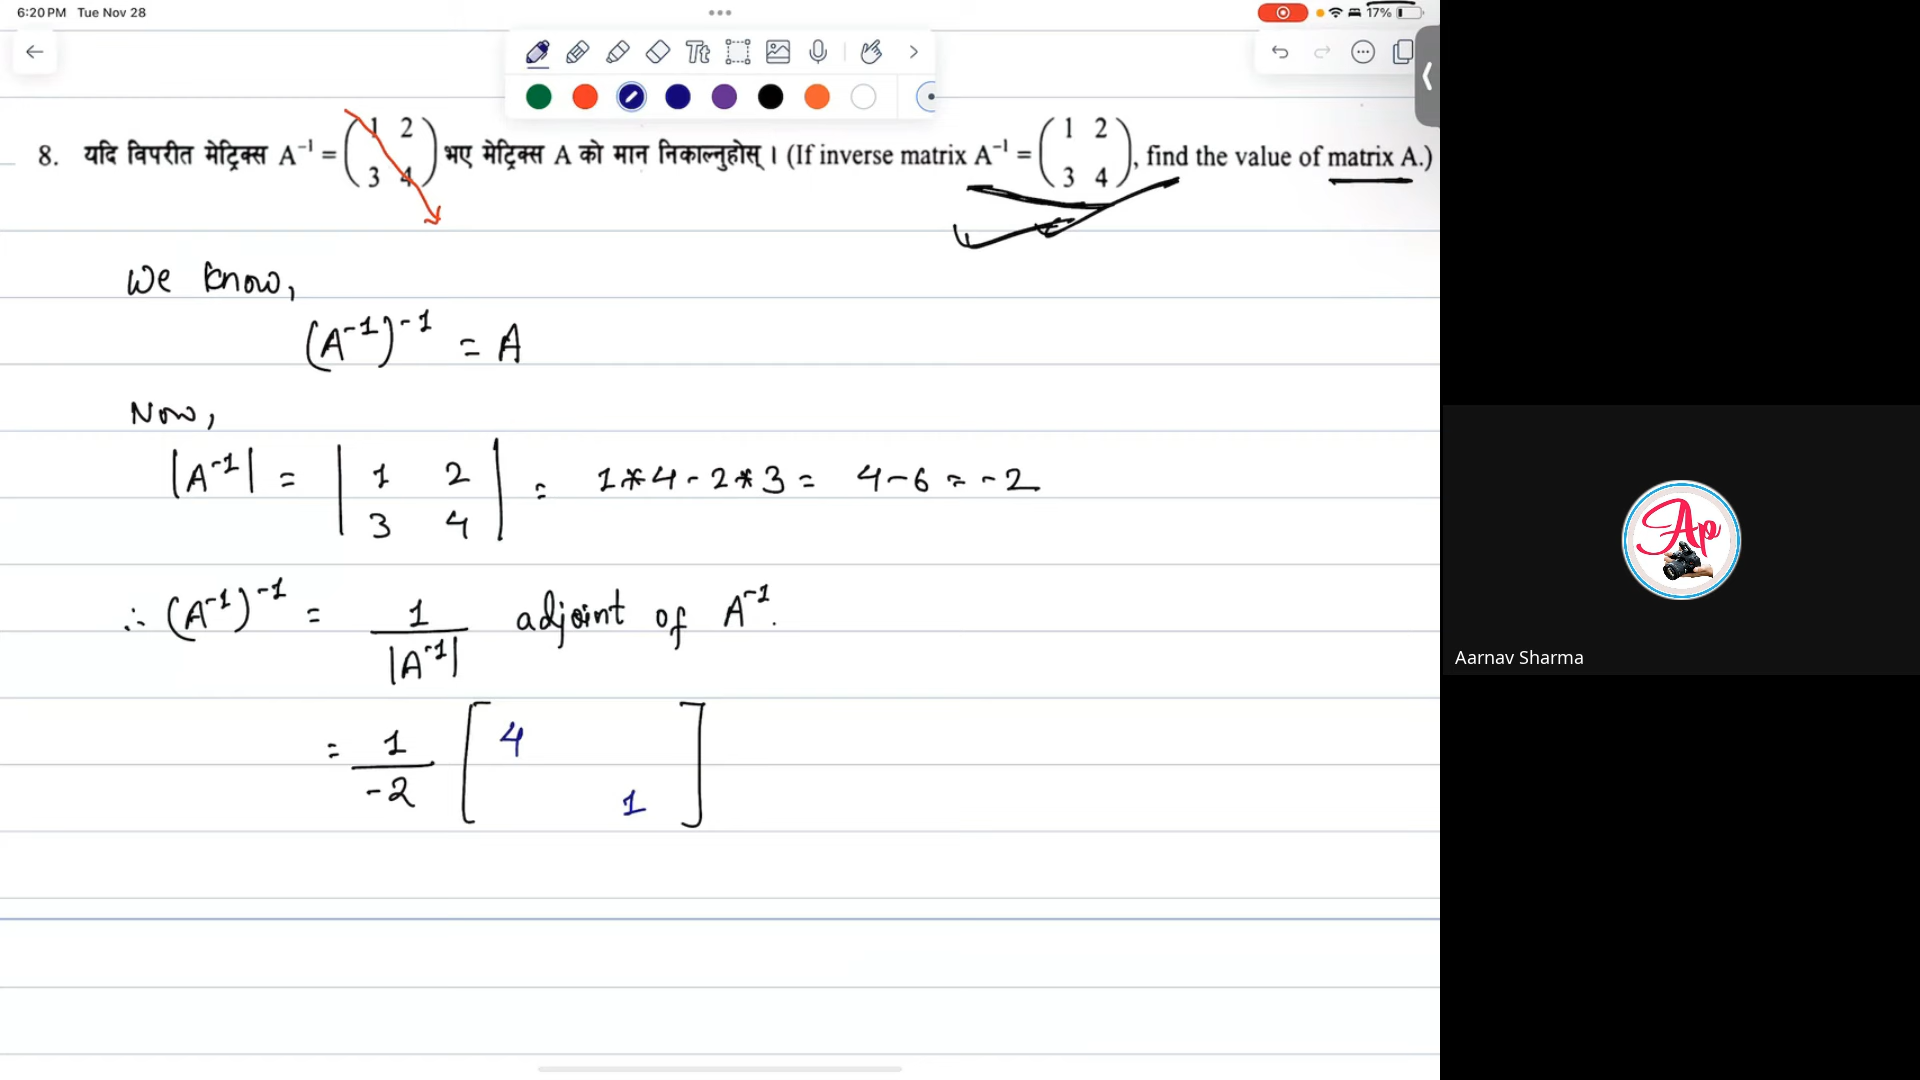 6:20 PM Tue Nov 28
17%
Tt
8. यदि विपरीत मेट्रिक्स A⁻¹ = (1 2 3 4) भए मेट्रिक्स A को मान निकाल्नुहोस् । (If inverse matrix A⁻¹ = (1 2 3 4), find the value of matrix A.)
We know,
(A⁻¹)⁻¹ = A
Now,
|A⁻¹| = |1 2 3 4| = 1*4-2*3 = 4-6 = -2
∴ (A⁻¹)⁻¹ = 1/|A⁻¹| adjoint of A⁻¹.
= 1/-2 [4 1]
Ap
Aarnav Sharma